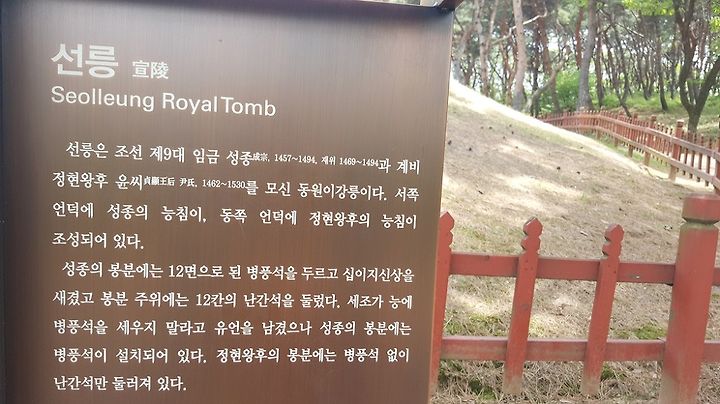 선릉 宣陵
Seolleung Royal Tomb
선릉은 조선 제9대 임금 성종成宗, 1457~1494, 재위 1469~1494과 계비
정현왕후 윤씨貞顯王后 尹氏, 1462~1530를 모신 동원이강릉이다. 서쪽
언덕에 성종의 능침이, 동쪽 언덕에 정현왕후의 능침이
조성되어 있다.
성종의 봉분에는 12면으로 된 병풍석을 두르고 십이지신상을
새겼고 봉분 주위에는 12칸의 난간석을 둘렀다. 세조가 능에
병풍석을 세우지 말라고 유언을 남겼으나 성종의 봉분에는
병풍석이 설치되어 있다. 정현왕후의 봉분에는 병풍석 없이
난간석만 둘러져 있다.